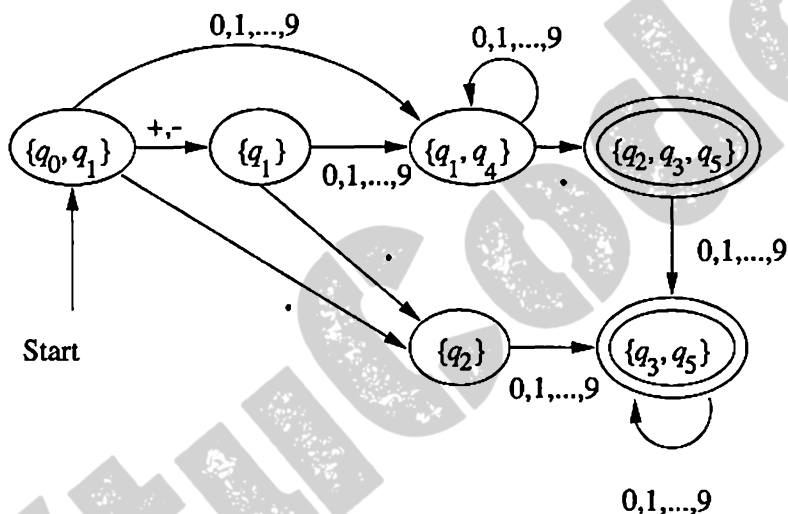 0,1,...,9
0,1,...,9
{q0, q1}
+,-
{q1}
0,1,...,9
{q1, q4}
.
{q2, q3, q5}
0,1,...,9
.
.
Start
{q2}
0,1,...,9
{q3, q5}
0,1,...,9